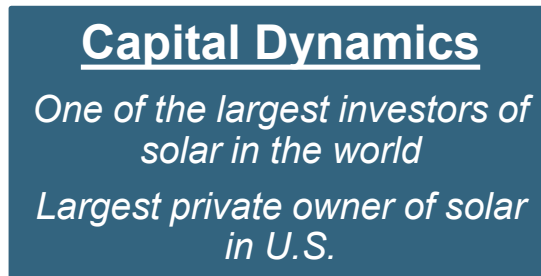 Capital Dynamics
One of the largest investors of
solar in the world
Largest private owner of solar
in U.S.